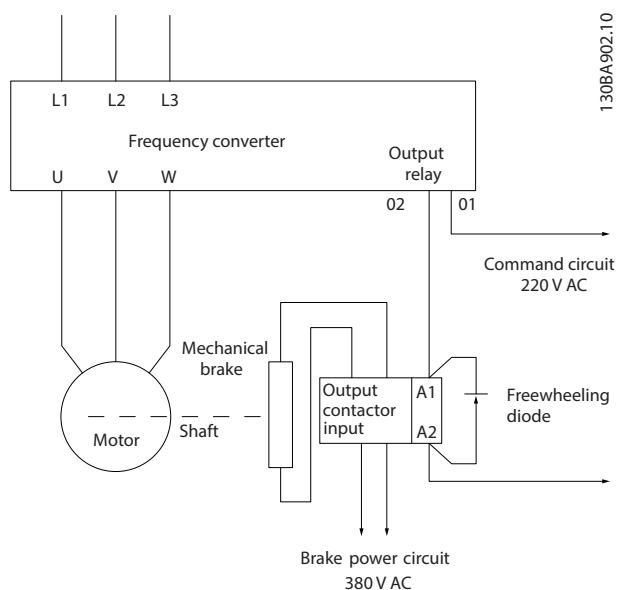 130BA902.10
L1 L2 L3
Frequency converter
Output
relay
U V W
02 01
Command circuit
220 V AC
Mechanical
brake
Output
contactor
input
A1
A2
Freewheeling
diode
Motor
Shaft
Brake power circuit
380 V AC